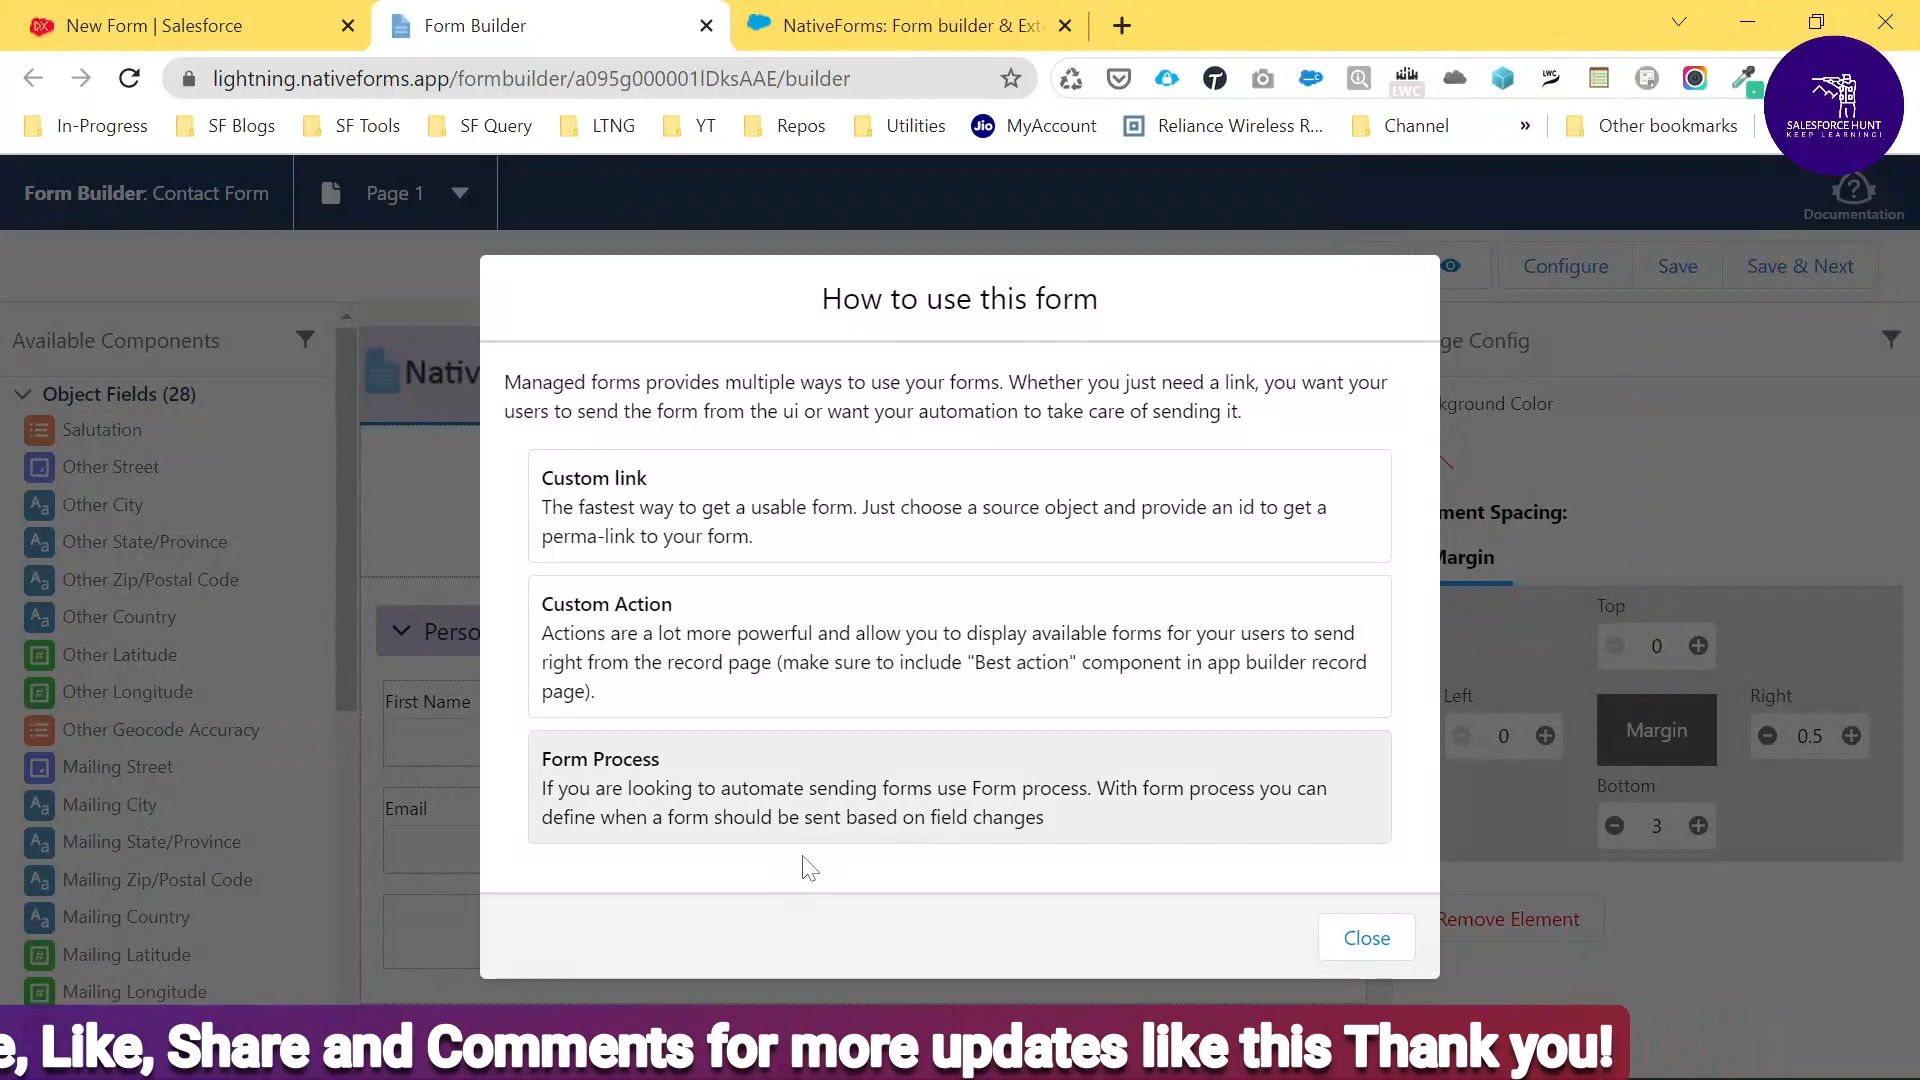 New Form | Salesforce
Form Builder
NativeForms: Form builder & Ext
lightning.nativeforms.app/formbuilder/a095g000001lDksAAE/builder
LWC
LWC
In-Progress
SF Blogs
SF Tools
SF Query
LTNG
YT
Repos
Utilities
Jio
MyAccount
Reliance Wireless R...
Channel
»
Other bookmarks
SALESFORCE HUNT
KEEP LEARNING!
Form Builder: Contact Form
Page 1
Documentation
Configure
Save
Save & Next
Available Components
Object Fields (28)
Salutation
Other Street
Other City
Other State/Province
Other Zip/Postal Code
Other Country
Other Latitude
Other Longitude
Other Geocode Accuracy
Mailing Street
Mailing City
Mailing State/Province
Mailing Zip/Postal Code
Mailing Country
Mailing Latitude
Mailing Longitude
Nativ
Perso
First Name
Email
How to use this form
Managed forms provides multiple ways to use your forms. Whether you just need a link, you want your
users to send the form from the ui or want your automation to take care of sending it.
Custom link
The fastest way to get a usable form. Just choose a source object and provide an id to get a
perma-link to your form.
Custom Action
Actions are a lot more powerful and allow you to display available forms for your users to send
right from the record page (make sure to include "Best action" component in app builder record
page).
Form Process
If you are looking to automate sending forms use Form process. With form process you can
define when a form should be sent based on field changes
Close
ge Config
kground Color
ment Spacing:
Margin
Top
0
Left
0
Margin
Right
0.5
Bottom
3
Remove Element
e, Like, Share and Comments for more updates like this Thank you!